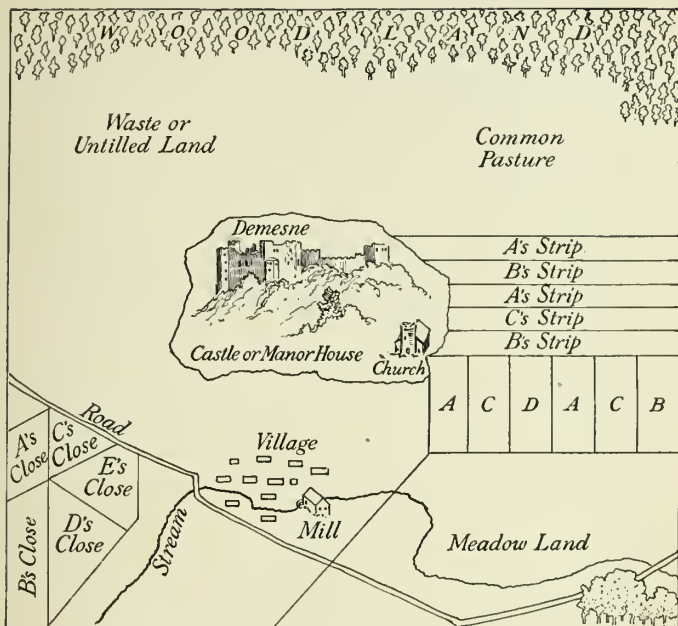 WOODLAND
Waste or
Untilled Land
Common
Pasture
Demesne
A's Strip
B's Strip
A's Strip
C's Strip
B's Strip
Castle or Manor House
Church
A C D A C B
Road
A's
Close
C's
Close
E's
Close
B's Close
D's
Close
Village
Mill
Stream
Meadow Land